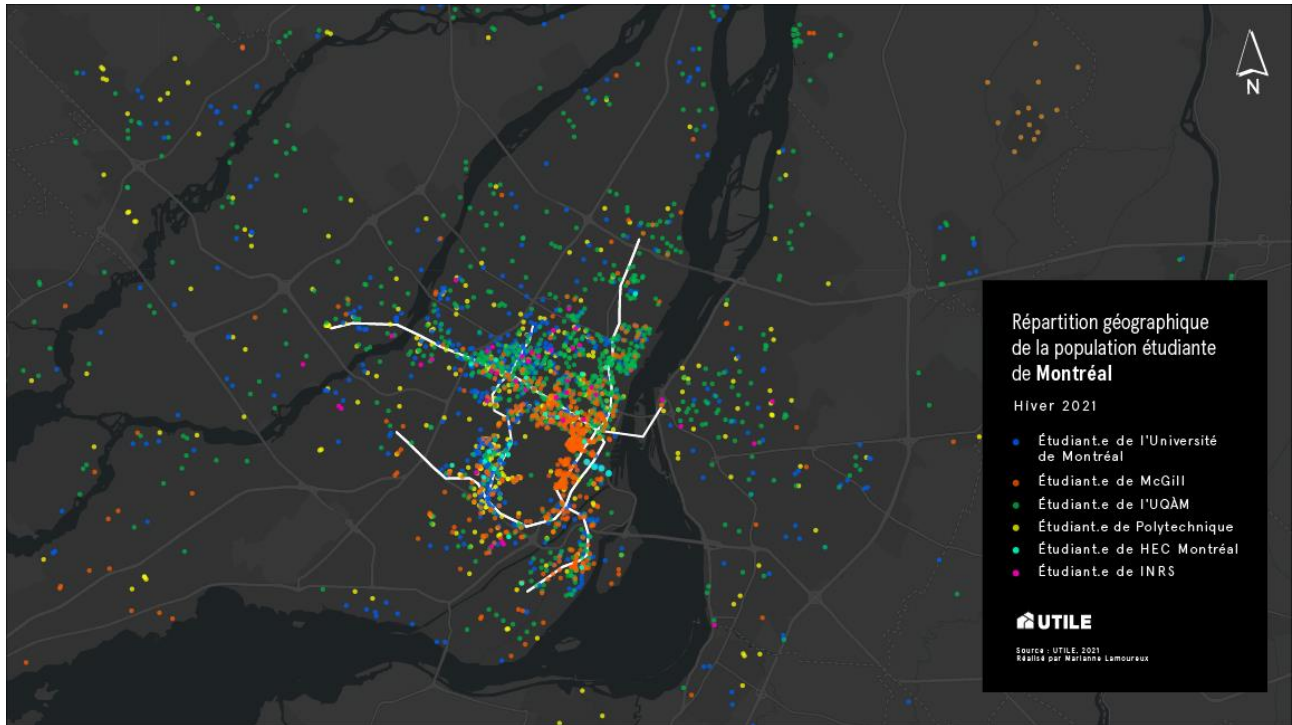 N
Répartition géographique
de la population étudiante
de Montréal
Hiver 2021
Étudiant.e de l'Université
de Montréal
Étudiant.e de McGill
Étudiant.e de l'UQÀM
Étudiant.e de Polytechnique
Étudiant.e de HEC Montréal
Étudiant.e de INRS
UTILE
Source : UTILE, 2021
Réalisé par Marianne Lamoureux